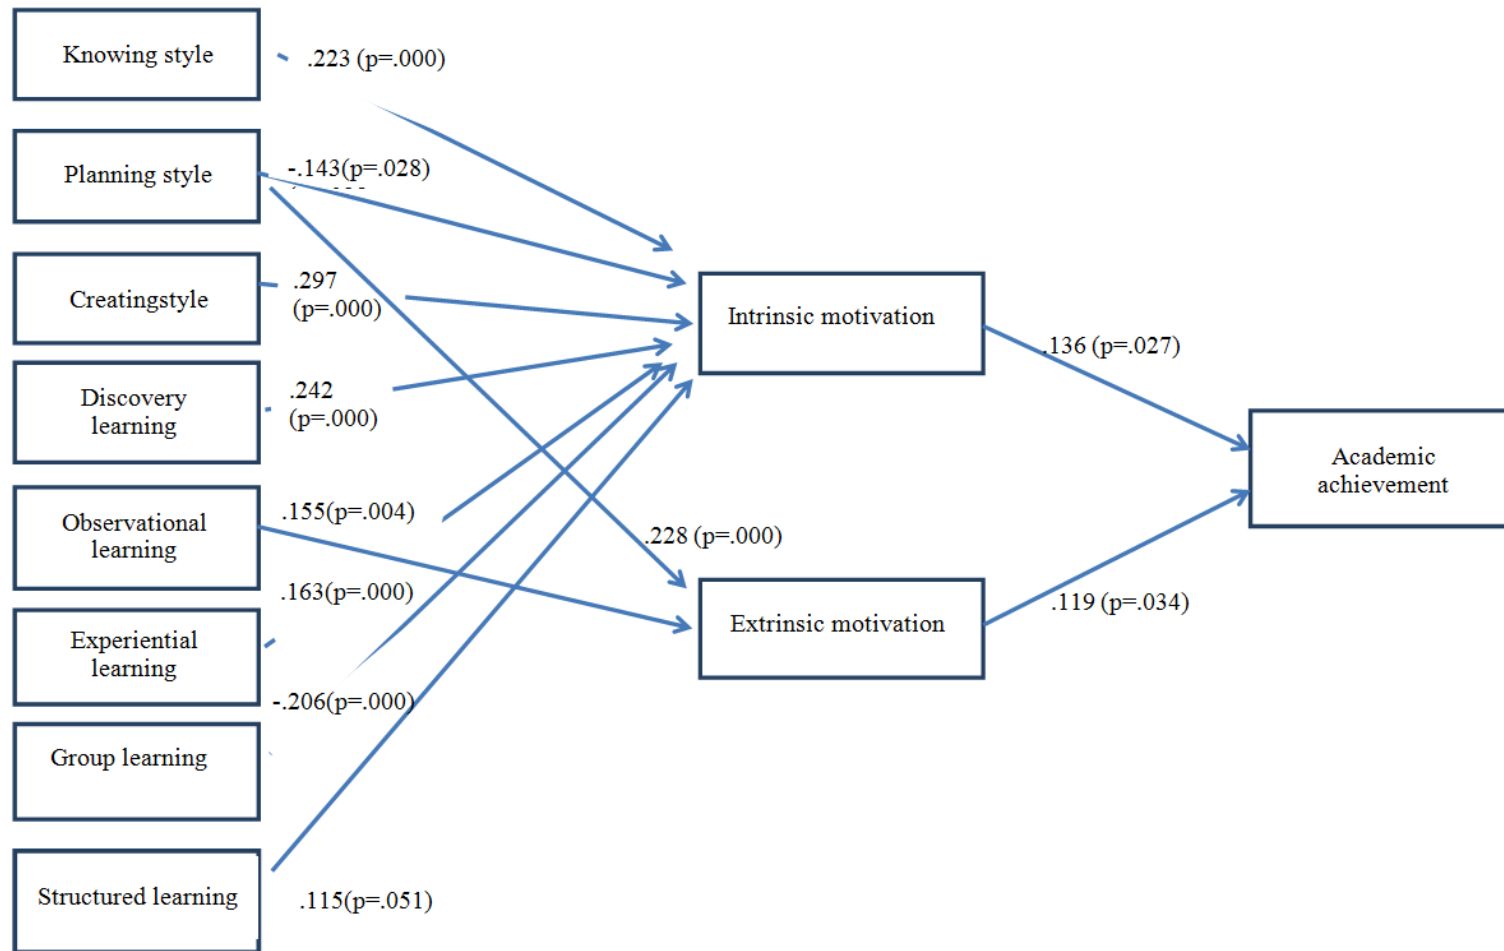 Knowing style
.223 (p=.000)
Planning style
-.143(p=.028)
Creatingstyle
.297
(p=.000)
Intrinsic motivation
.136 (p=.027)
Discovery
learning
.242
(p=.000)
Academic
achievement
Observational
learning
.155(p=.004)
.228 (p=.000)
.163(p=.000)
Extrinsic motivation
.119 (p=.034)
Experiential
learning
-.206(p=.000)
Group learning
Structured learning
.115(p=.051)